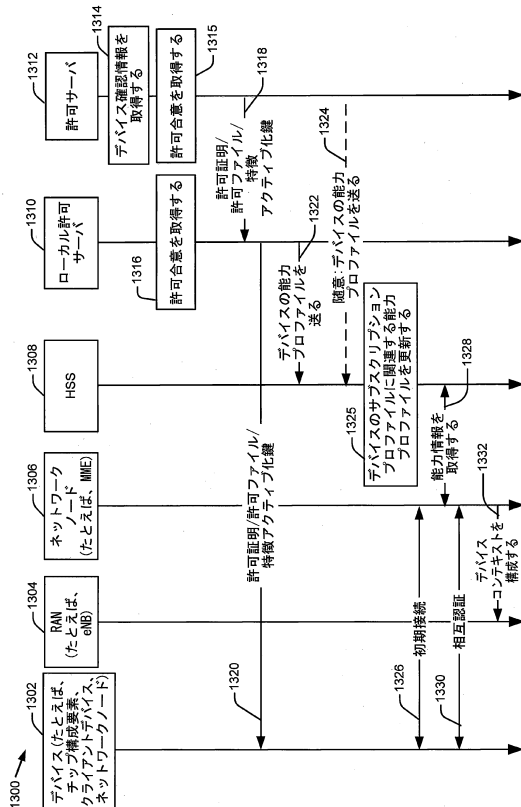 1300
1302
デバイス(たとえば、
チップ構成要素、
クライアントデバイス、
ネットワークノード)
1304
RAN
(たとえば、
eNB)
1306
ネットワーク
ノード
(たとえば、MME)
1308
HSS
1310
ローカル許可
サーバ
1312
許可サーバ
1314
デバイス確認情報を
取得する
1315
許可合意を取得する
1316
許可合意を取得する
1318
許可証明/
許可ファイル/
特徴
アクティブ化鍵
1320
許可証明/許可ファイル/
特徴アクティブ化鍵
1322
デバイスの能力
プロファイルを
送る
1324
随意:デバイスの能力
プロファイルを送る
1325
デバイスのサブスクリプション
プロファイルに関連する能力
プロファイルを更新する
1326
初期接続
1328
能力情報を
取得する
1330
相互認証
1332
デバイス
コンテキストを
構成する